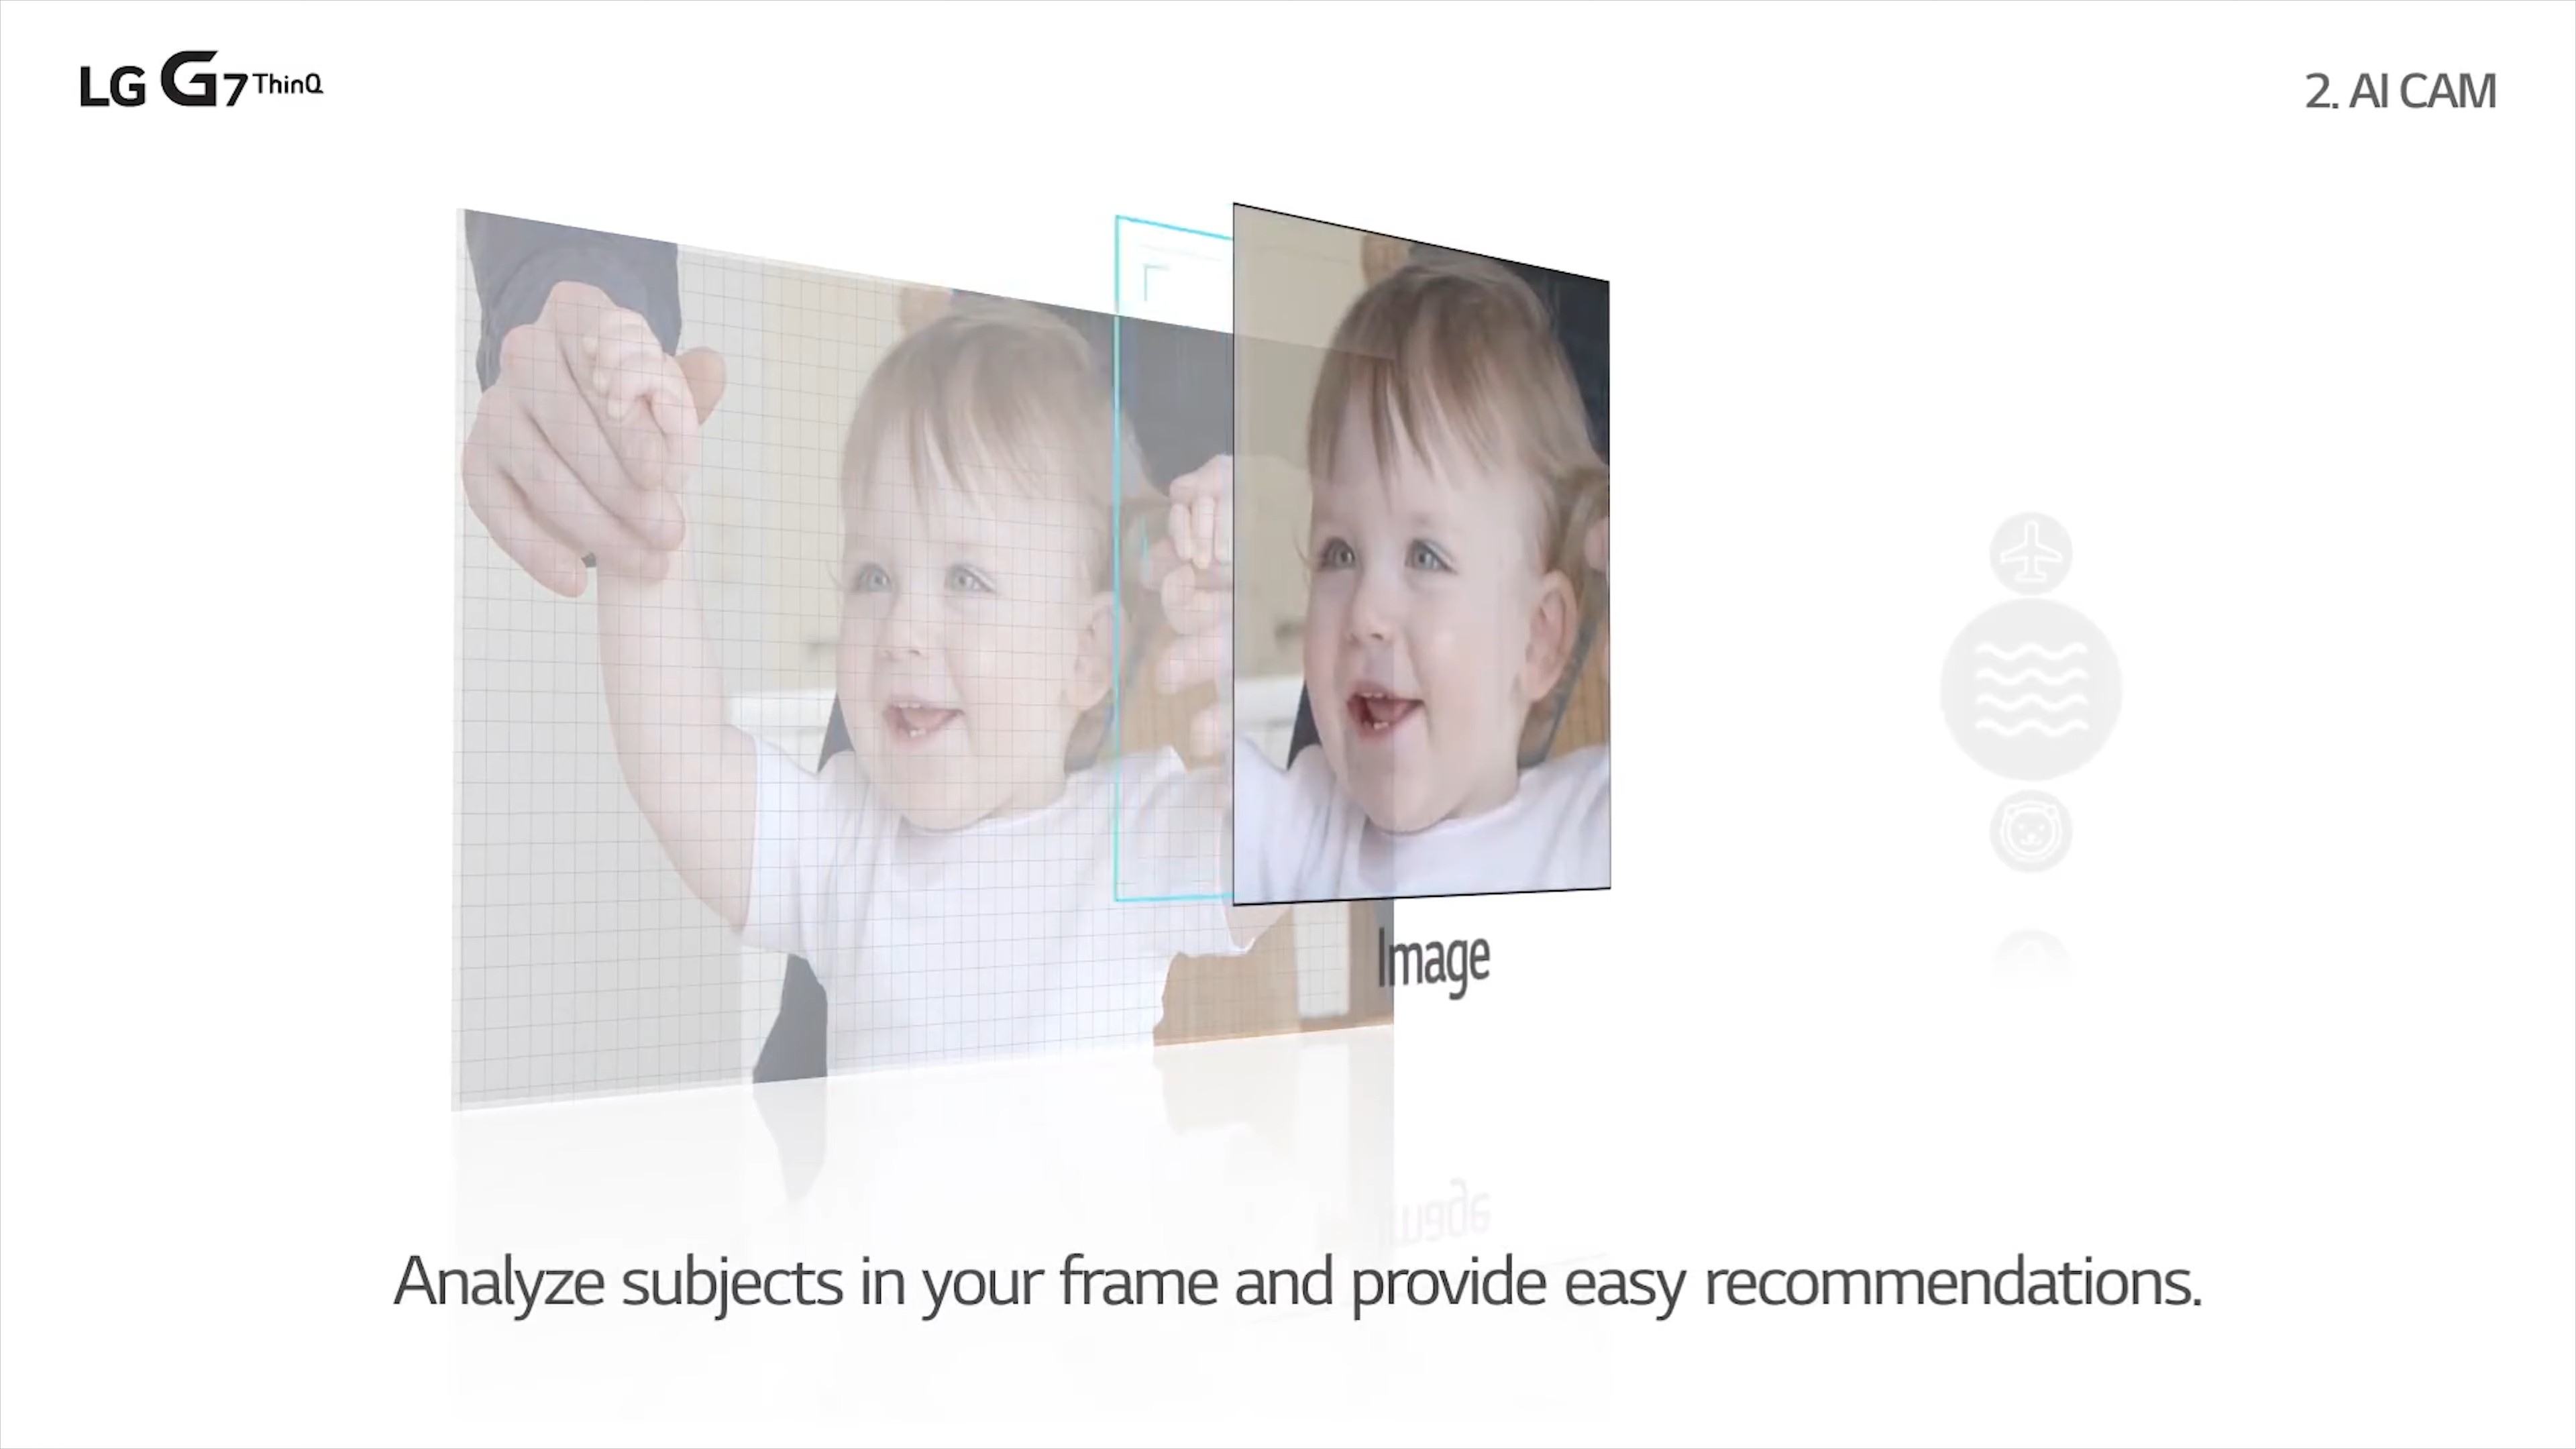 LG G7 ThinQ
2. AI CAM
Image
Analyze subjects in your frame and provide easy recommendations.